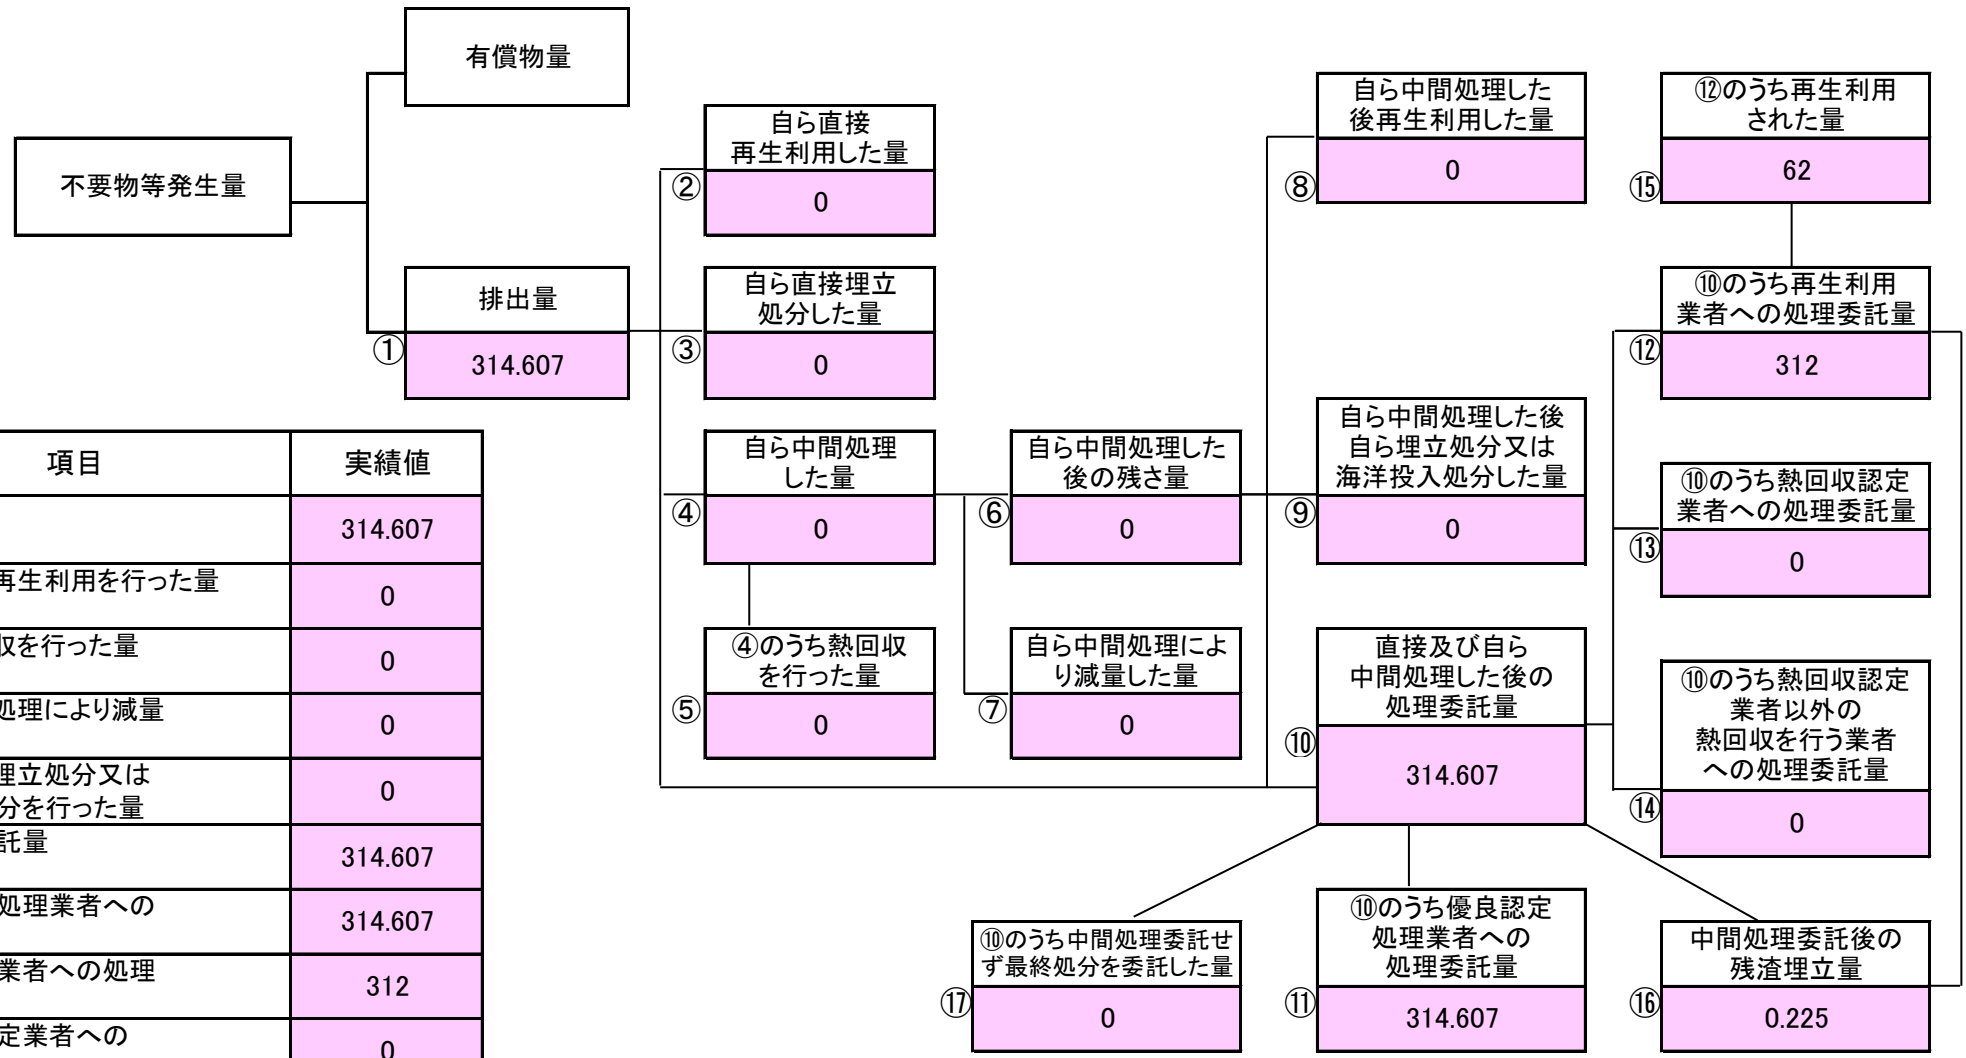 有償物量
不要物等発生量
排出量
①
314.607
自ら直接
再生利用した量
②
0
自ら直接埋立
処分した量
③
0
自ら中間処理
した量
④
0
④のうち熱回収
を行った量
⑤
0
自ら中間処理した
後の残さ量
⑥
0
自ら中間処理によ
り減量した量
⑦
0
自ら中間処理した
後再生利用した量
⑧
0
自ら中間処理した後
自ら埋立処分又は
海洋投入処分した量
⑨
0
直接及び自ら
中間処理した後の
処理委託量
⑩
314.607
⑩のうち優良認定
処理業者への
処理委託量
⑪
314.607
⑫のうち再生利用
された量
⑮
62
⑩のうち再生利用
業者への処理委託量
⑫
312
⑩のうち熱回収認定
業者への処理委託量
⑬
0
⑩のうち熱回収認定
業者以外の
熱回収を行う業者
への処理委託量
⑭
0
中間処理委託後の
残渣埋立量
⑯
0.225
⑩のうち中間処理委託せ
ず最終処分を委託した量
⑰
0
項目 実績値
314.607
再生利用を行った量 0
収を行った量 0
処理により減量 0
埋立処分又は
分を行った量 0
託量 314.607
処理業者への 314.607
業者への処理 312
定業者への 0